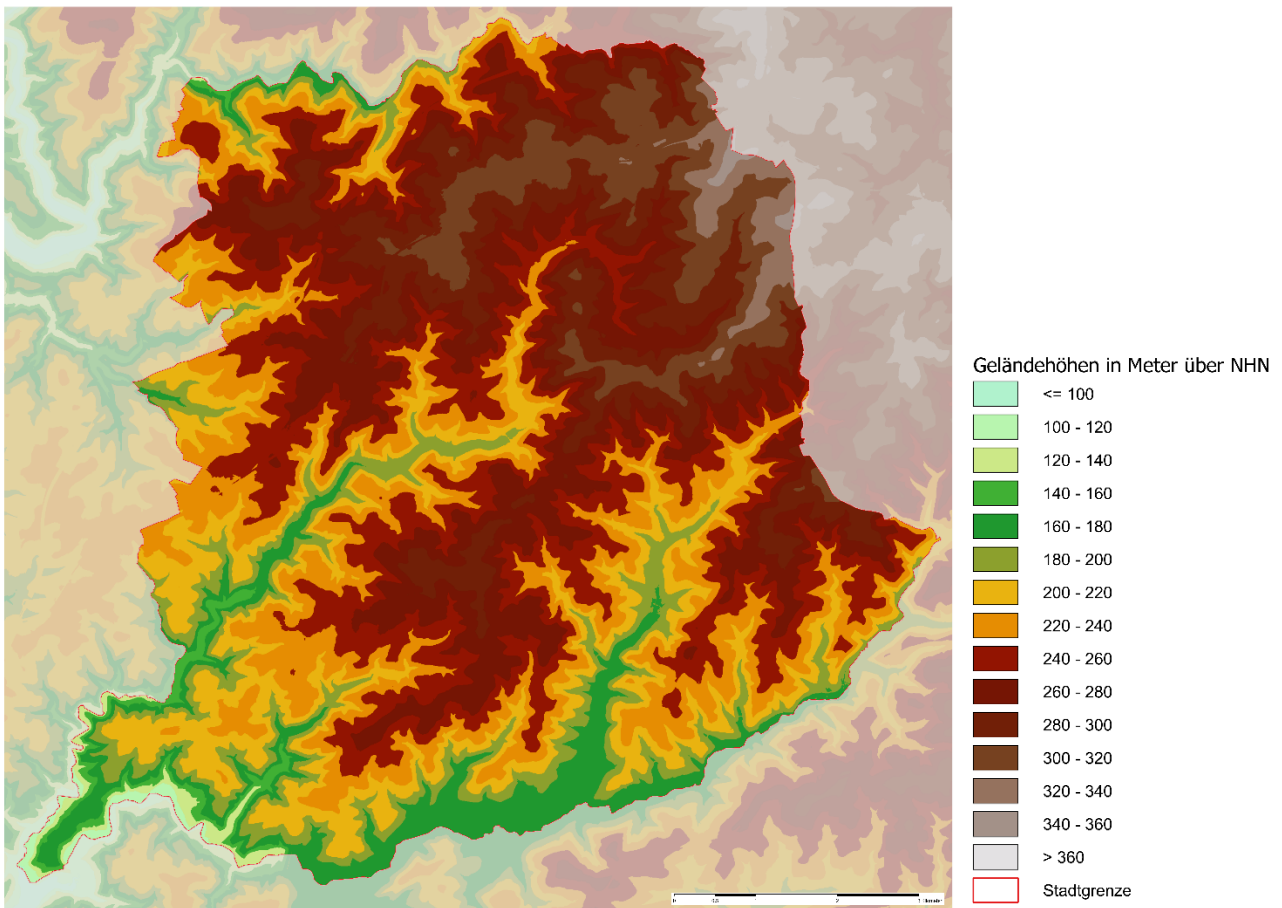 Geländehöhen in Meter über NHN
<= 100
100 - 120
120 - 140
140 - 160
160 - 180
180 - 200
200 - 220
220 - 240
240 - 260
260 - 280
280 - 300
300 - 320
320 - 340
340 - 360
> 360
Stadtgrenze